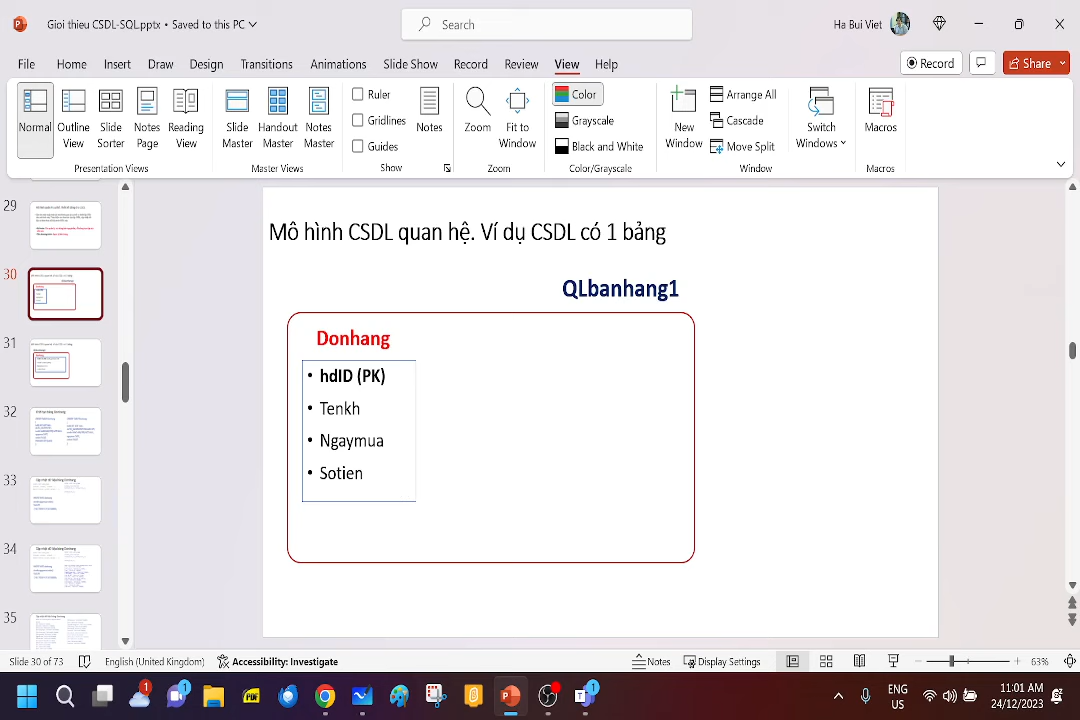 Gioi thieu CSDL-SQL.pptx • Saved to this PC
Search
Ha Bui Viet
File Home Insert Draw Design Transitions Animations Slide Show Record Review View Help
Record
Share
Normal
Outline View
Slide Sorter
Notes Page
Reading View
Presentation Views
Slide Master
Handout Master
Notes Master
Master Views
Ruler
Gridlines
Guides
Notes
Show
Zoom
Fit to Window
Zoom
Color
Grayscale
Black and White
Color/Grayscale
New Window
Arrange All
Cascade
Move Split
Window
Switch Windows
Macros
Macros
29
30
31
32
33
34
35
Mô hình CSDL quan hệ. Ví dụ CSDL có 1 bảng
QLbanhang1
Donhang
• hdID (PK)
• Tenkh
• Ngaymua
• Sotien
Slide 30 of 73
English (United Kingdom)
Accessibility: Investigate
Notes
Display Settings
63%
1
1
PDF
1
ENG
US
11:01 AM
24/12/2023